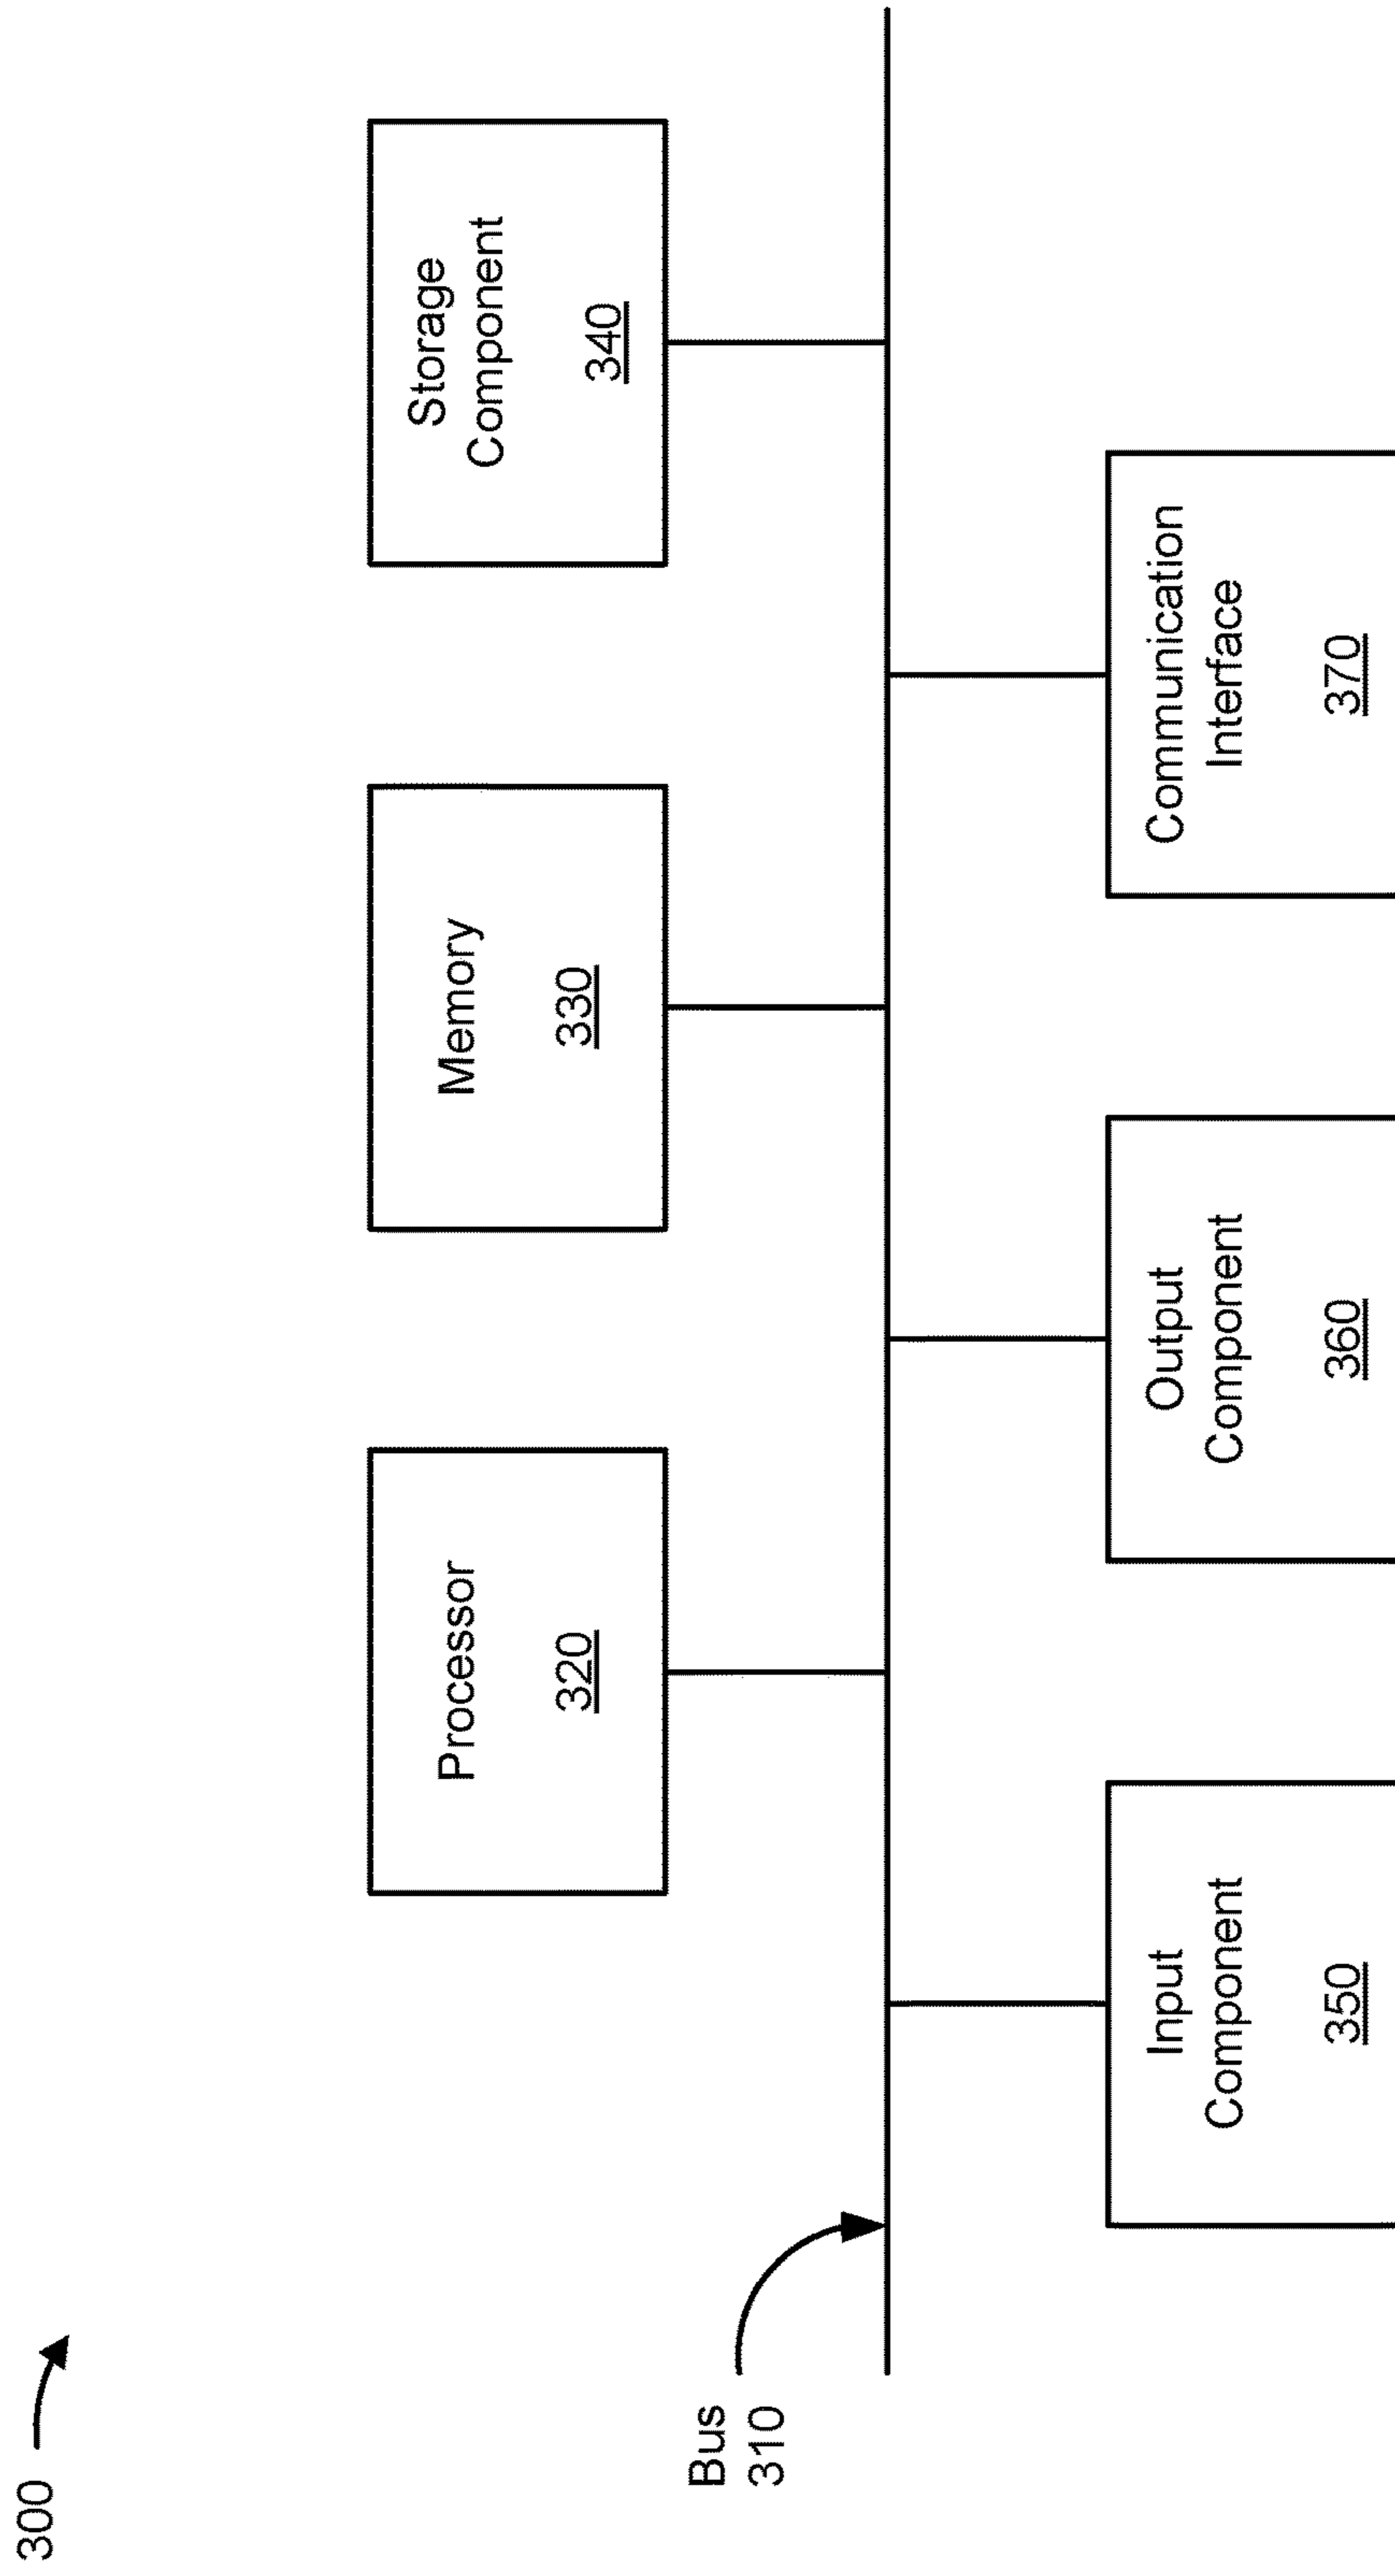 300
Processor
320
Memory
330
Storage
Component
340
Bus
310
Input
Component
350
Output
Component
360
Communication
Interface
370